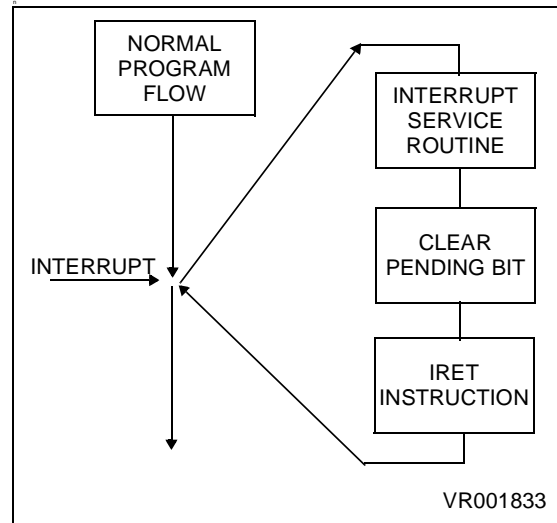 NORMAL
PROGRAM
FLOW
INTERRUPT
SERVICE
ROUTINE
CLEAR
PENDING BIT
INTERRUPT
IRET
INSTRUCTION
VR001833